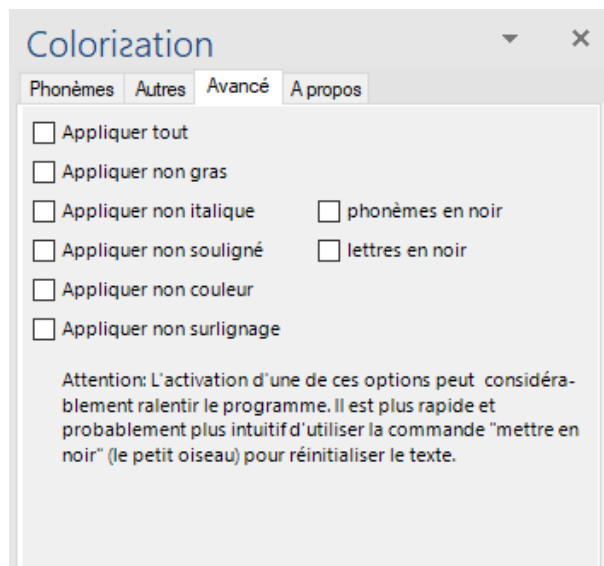 Coloriƨation
Phonèmes Autres Avancé A propos
Appliquer tout
Appliquer non gras
Appliquer non italique phonèmes en noir
Appliquer non souligné lettres en noir
Appliquer non couleur
Appliquer non surlignage
Attention: L'activation d'une de ces options peut considéra-
blement ralentir le programme. Il est plus rapide et
probablement plus intuitif d'utiliser la commande "mettre en
noir" (le petit oiseau) pour réinitialiser le texte.